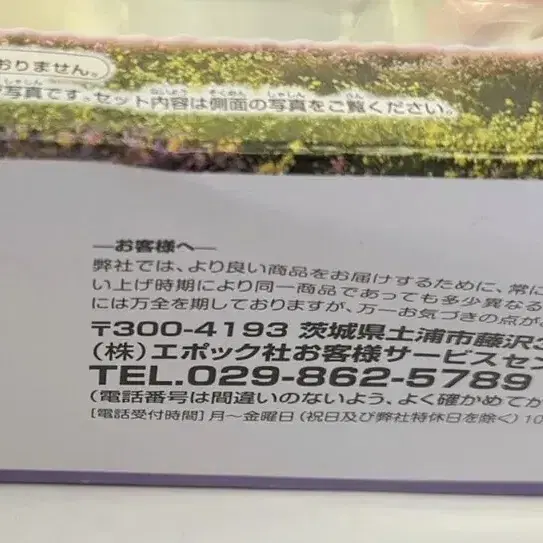 おりません。
写真です。セット内容は側面の写真をご覧ください。
―お客様へ―
弊社では、より良い商品をお届けするために、常に
い上げ時期により同一商品であっても多少異なる
には万全を期しておりますが、万一お気づきの点が
〒300-4193 茨城県土浦市藤沢3
(株)エポック社お客様サービスセン
TEL.029-862-5789
(電話番号は間違いのないよう、よく確かめてか
[電話受付時間]月～金曜日(祝日及び弊社特休日を除く)10